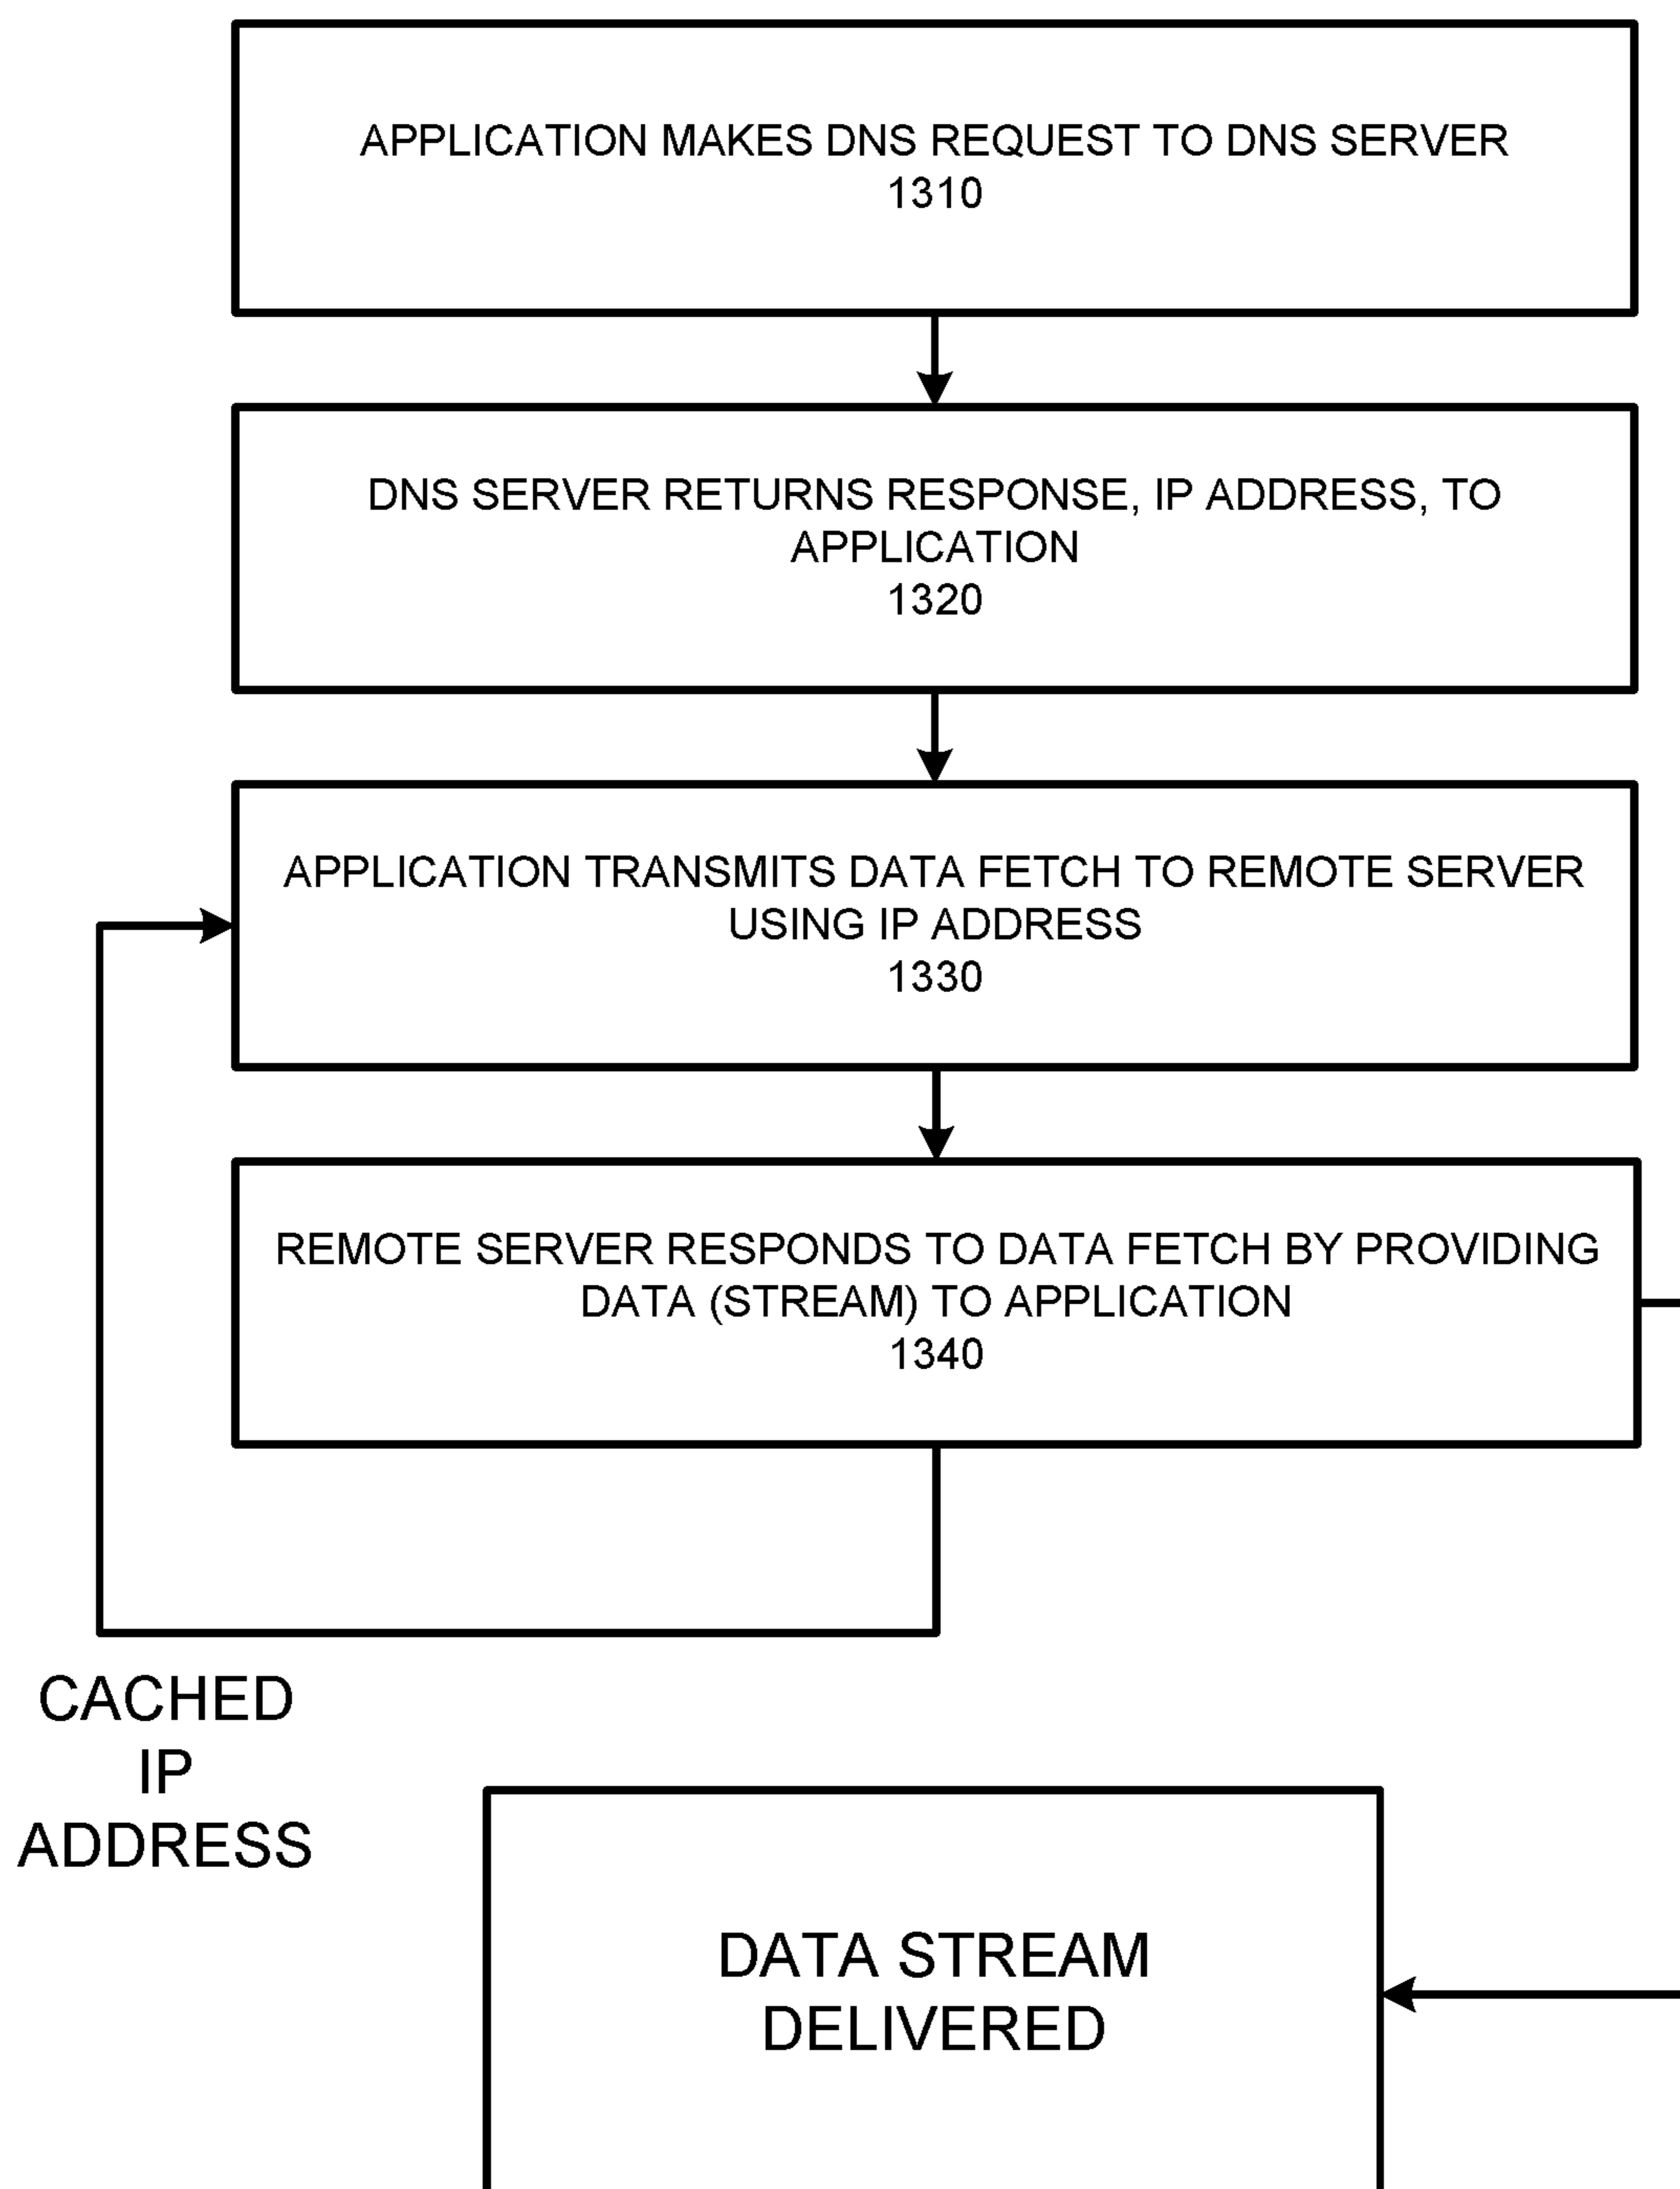 APPLICATION MAKES DNS REQUEST TO DNS SERVER
1310
DNS SERVER RETURNS RESPONSE, IP ADDRESS, TO
APPLICATION
1320
APPLICATION TRANSMITS DATA FETCH TO REMOTE SERVER
USING IP ADDRESS
1330
REMOTE SERVER RESPONDS TO DATA FETCH BY PROVIDING
DATA (STREAM) TO APPLICATION
1340
CACHED
IP
ADDRESS
DATA STREAM
DELIVERED